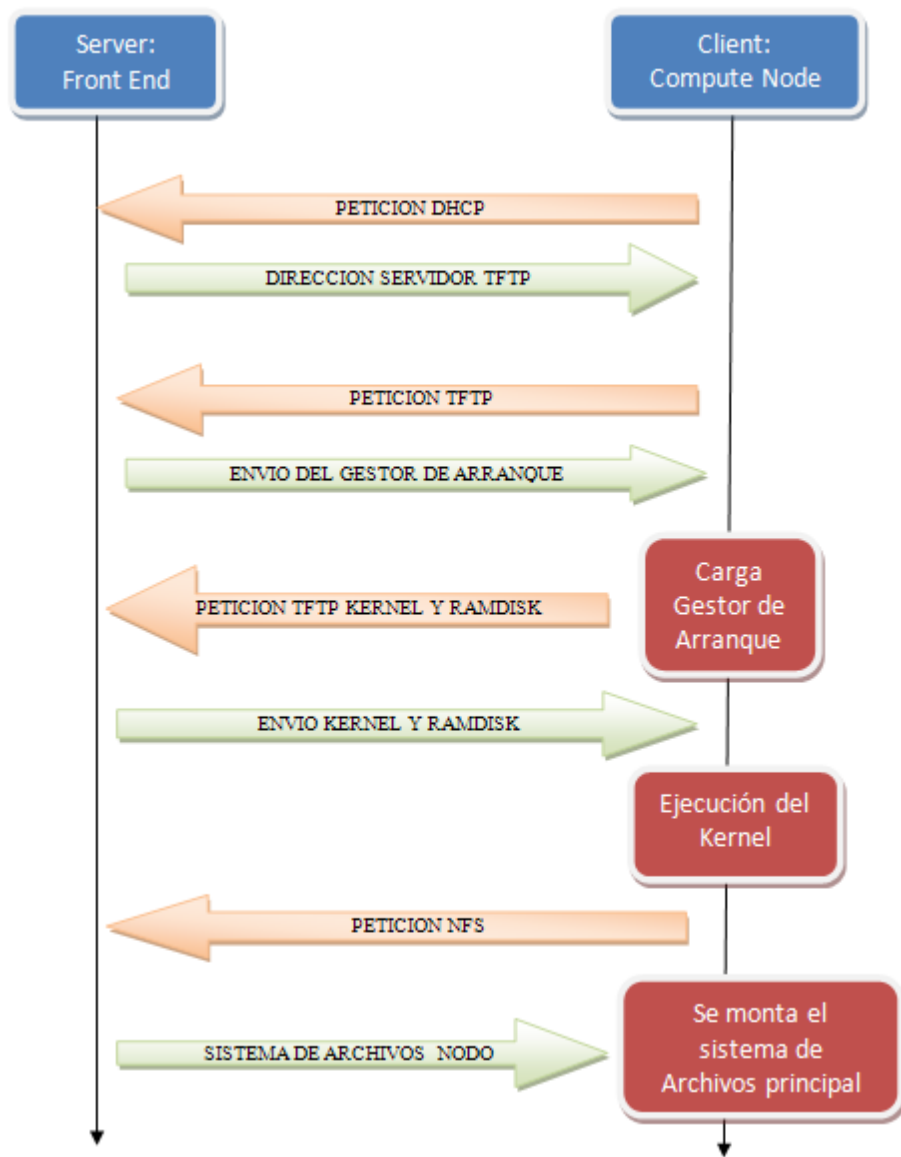 Server:
Front End
Client:
Compute Node
PETICION DHCP
DIRECCION SERVIDOR TFTP
PETICION TFTP
ENVIO DEL GESTOR DE ARRANQUE
Carga
Gestor de
Arranque
PETICION TFTP KERNEL Y RAMDISK
ENVIO KERNEL Y RAMDISK
Ejecución del
Kernel
PETICION NFS
Se monta el
sistema de
Archivos principal
SISTEMA DE ARCHIVOS NODO